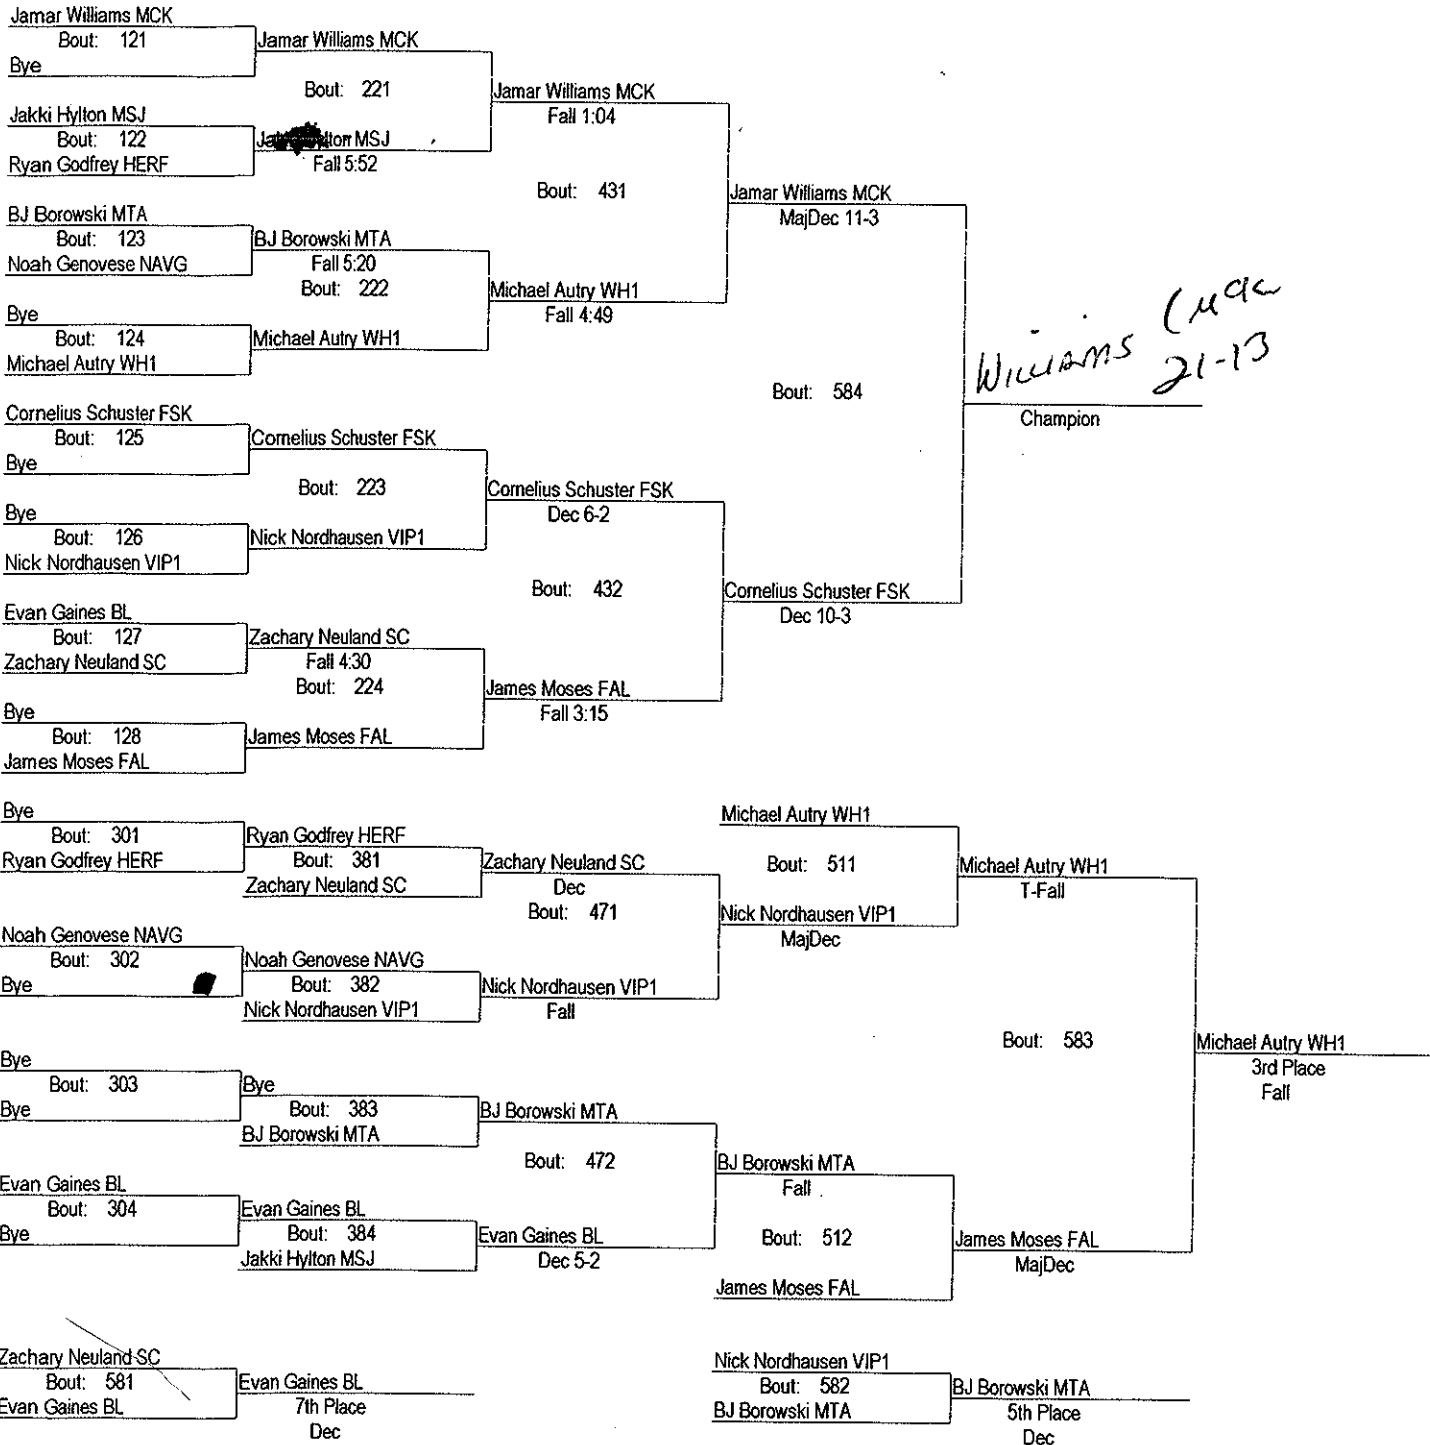 Jamar Williams MCK
Bout: 121
Bye
Jamar Williams MCK
Bout: 221
Jakki Hylton MSJ
Bout: 122
Ryan Godfrey HERF
MSJ
Fall 5:52
Jamar Williams MCK
Fall 1:04
Bout: 431
BJ Borowski MTA
Bout: 123
Noah Genovese NAVG
BJ Borowski MTA
Fall 5:20
Bout: 222
Bye
Bout: 124
Michael Autry WH1
Michael Autry WH1
Michael Autry WH1
Fall 4:49
Jamar Williams MCK
MajDec 11-3
Bout: 584
Williams
21-13
Champion
Cornelius Schuster FSK
Bout: 125
Bye
Cornelius Schuster FSK
Bout: 223
Bye
Bout: 126
Nick Nordhausen VIP1
Nick Nordhausen VIP1
Cornelius Schuster FSK
Dec 6-2
Bout: 432
Evan Gaines BL
Bout: 127
Zachary Neuland SC
Zachary Neuland SC
Fall 4:30
Bout: 224
Bye
Bout: 128
James Moses FAL
James Moses FAL
James Moses FAL
Fall 3:15
Cornelius Schuster FSK
Dec 10-3
Bye
Bout: 301
Ryan Godfrey HERF
Ryan Godfrey HERF
Bout: 381
Zachary Neuland SC
Zachary Neuland SC
Dec
Bout: 471
Noah Genovese NAVG
Bout: 302
Bye
Noah Genovese NAVG
Bout: 382
Nick Nordhausen VIP1
Nick Nordhausen VIP1
Fall
Michael Autry WH1
Bout: 511
Nick Nordhausen VIP1
MajDec
Michael Autry WH1
T-Fall
Bout: 583
Michael Autry WH1
3rd Place
Fall
Bye
Bout: 303
Bye
Bye
Bout: 383
BJ Borowski MTA
BJ Borowski MTA
Bout: 472
Evan Gaines BL
Bout: 304
Bye
Evan Gaines BL
Bout: 384
Jakki Hylton MSJ
Evan Gaines BL
Dec 5-2
BJ Borowski MTA
Fall
Bout: 512
James Moses FAL
James Moses FAL
MajDec
Zachary Neuland SC
Bout: 581
Evan Gaines BL
Evan Gaines BL
7th Place
Dec
Nick Nordhausen VIP1
Bout: 582
BJ Borowski MTA
BJ Borowski MTA
5th Place
Dec